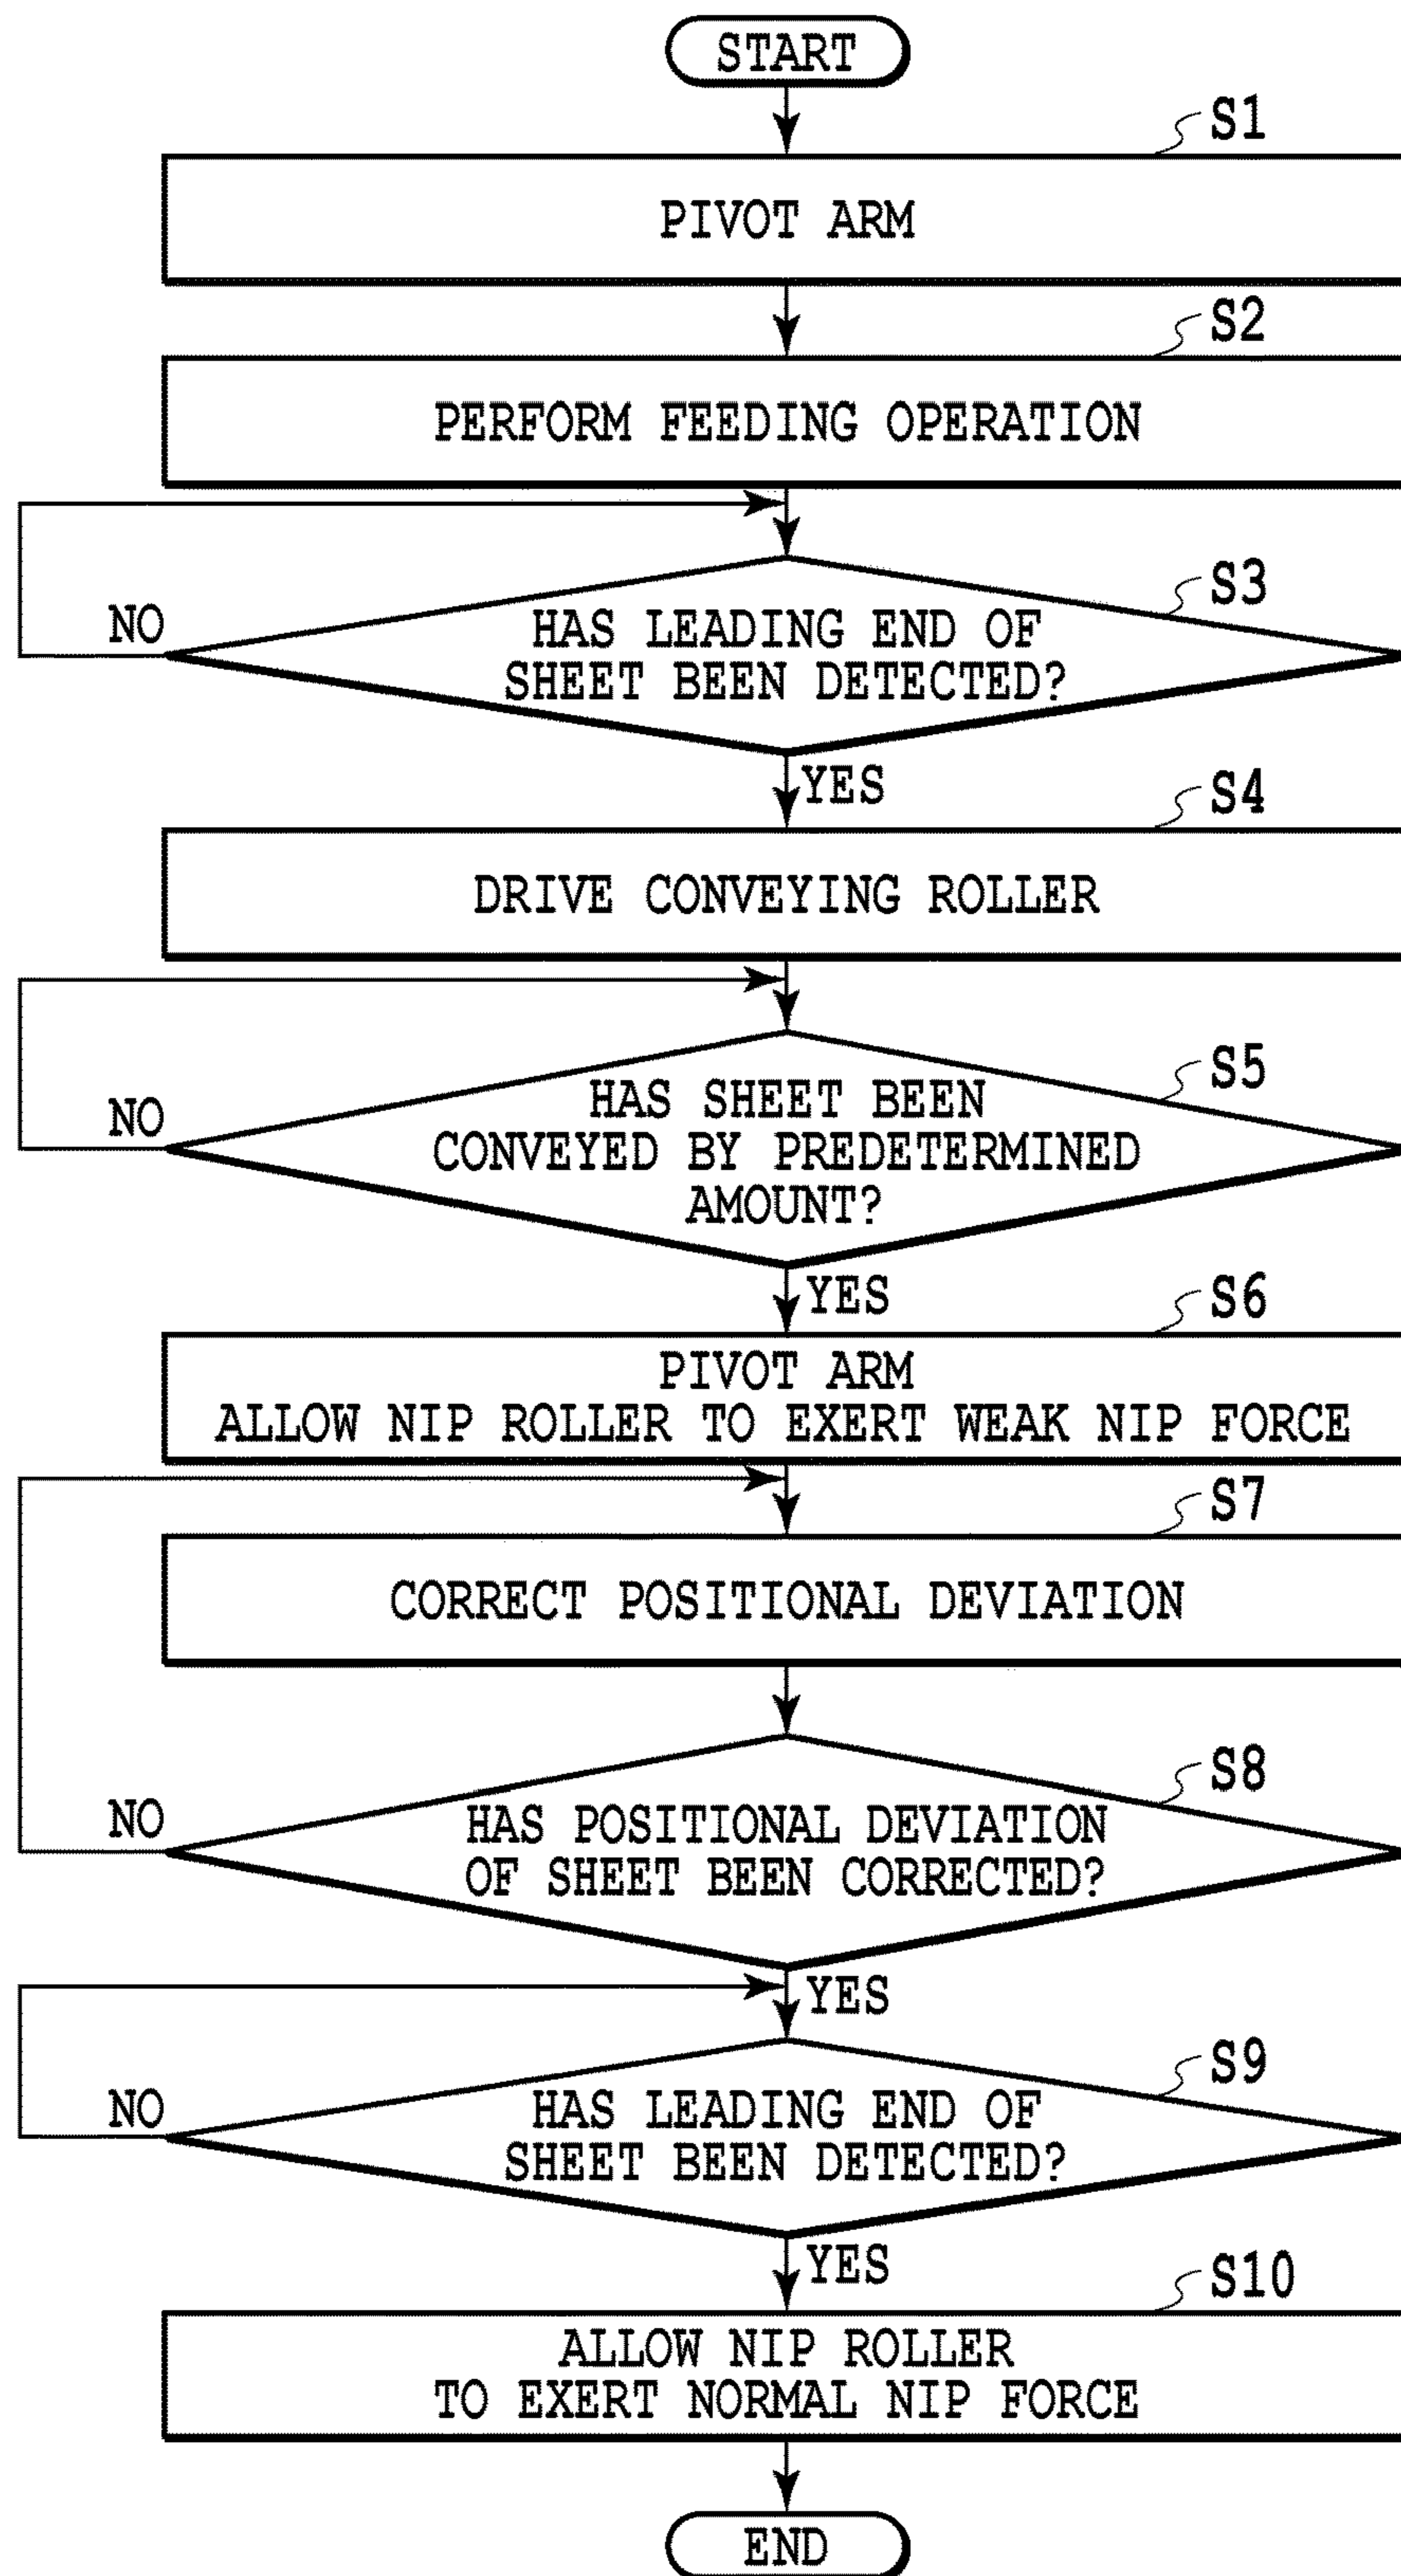 START
S1
PIVOT ARM
S2
PERFORM FEEDING OPERATION
S3
HAS LEADING END OF
SHEET BEEN DETECTED?
NO
YES
S4
DRIVE CONVEYING ROLLER
S5
HAS SHEET BEEN
CONVEYED BY PREDETERMINED
AMOUNT?
NO
YES
S6
PIVOT ARM
ALLOW NIP ROLLER TO EXERT WEAK NIP FORCE
S7
CORRECT POSITIONAL DEVIATION
S8
HAS POSITIONAL DEVIATION
OF SHEET BEEN CORRECTED?
NO
YES
S9
HAS LEADING END OF
SHEET BEEN DETECTED?
NO
YES
S10
ALLOW NIP ROLLER
TO EXERT NORMAL NIP FORCE
END